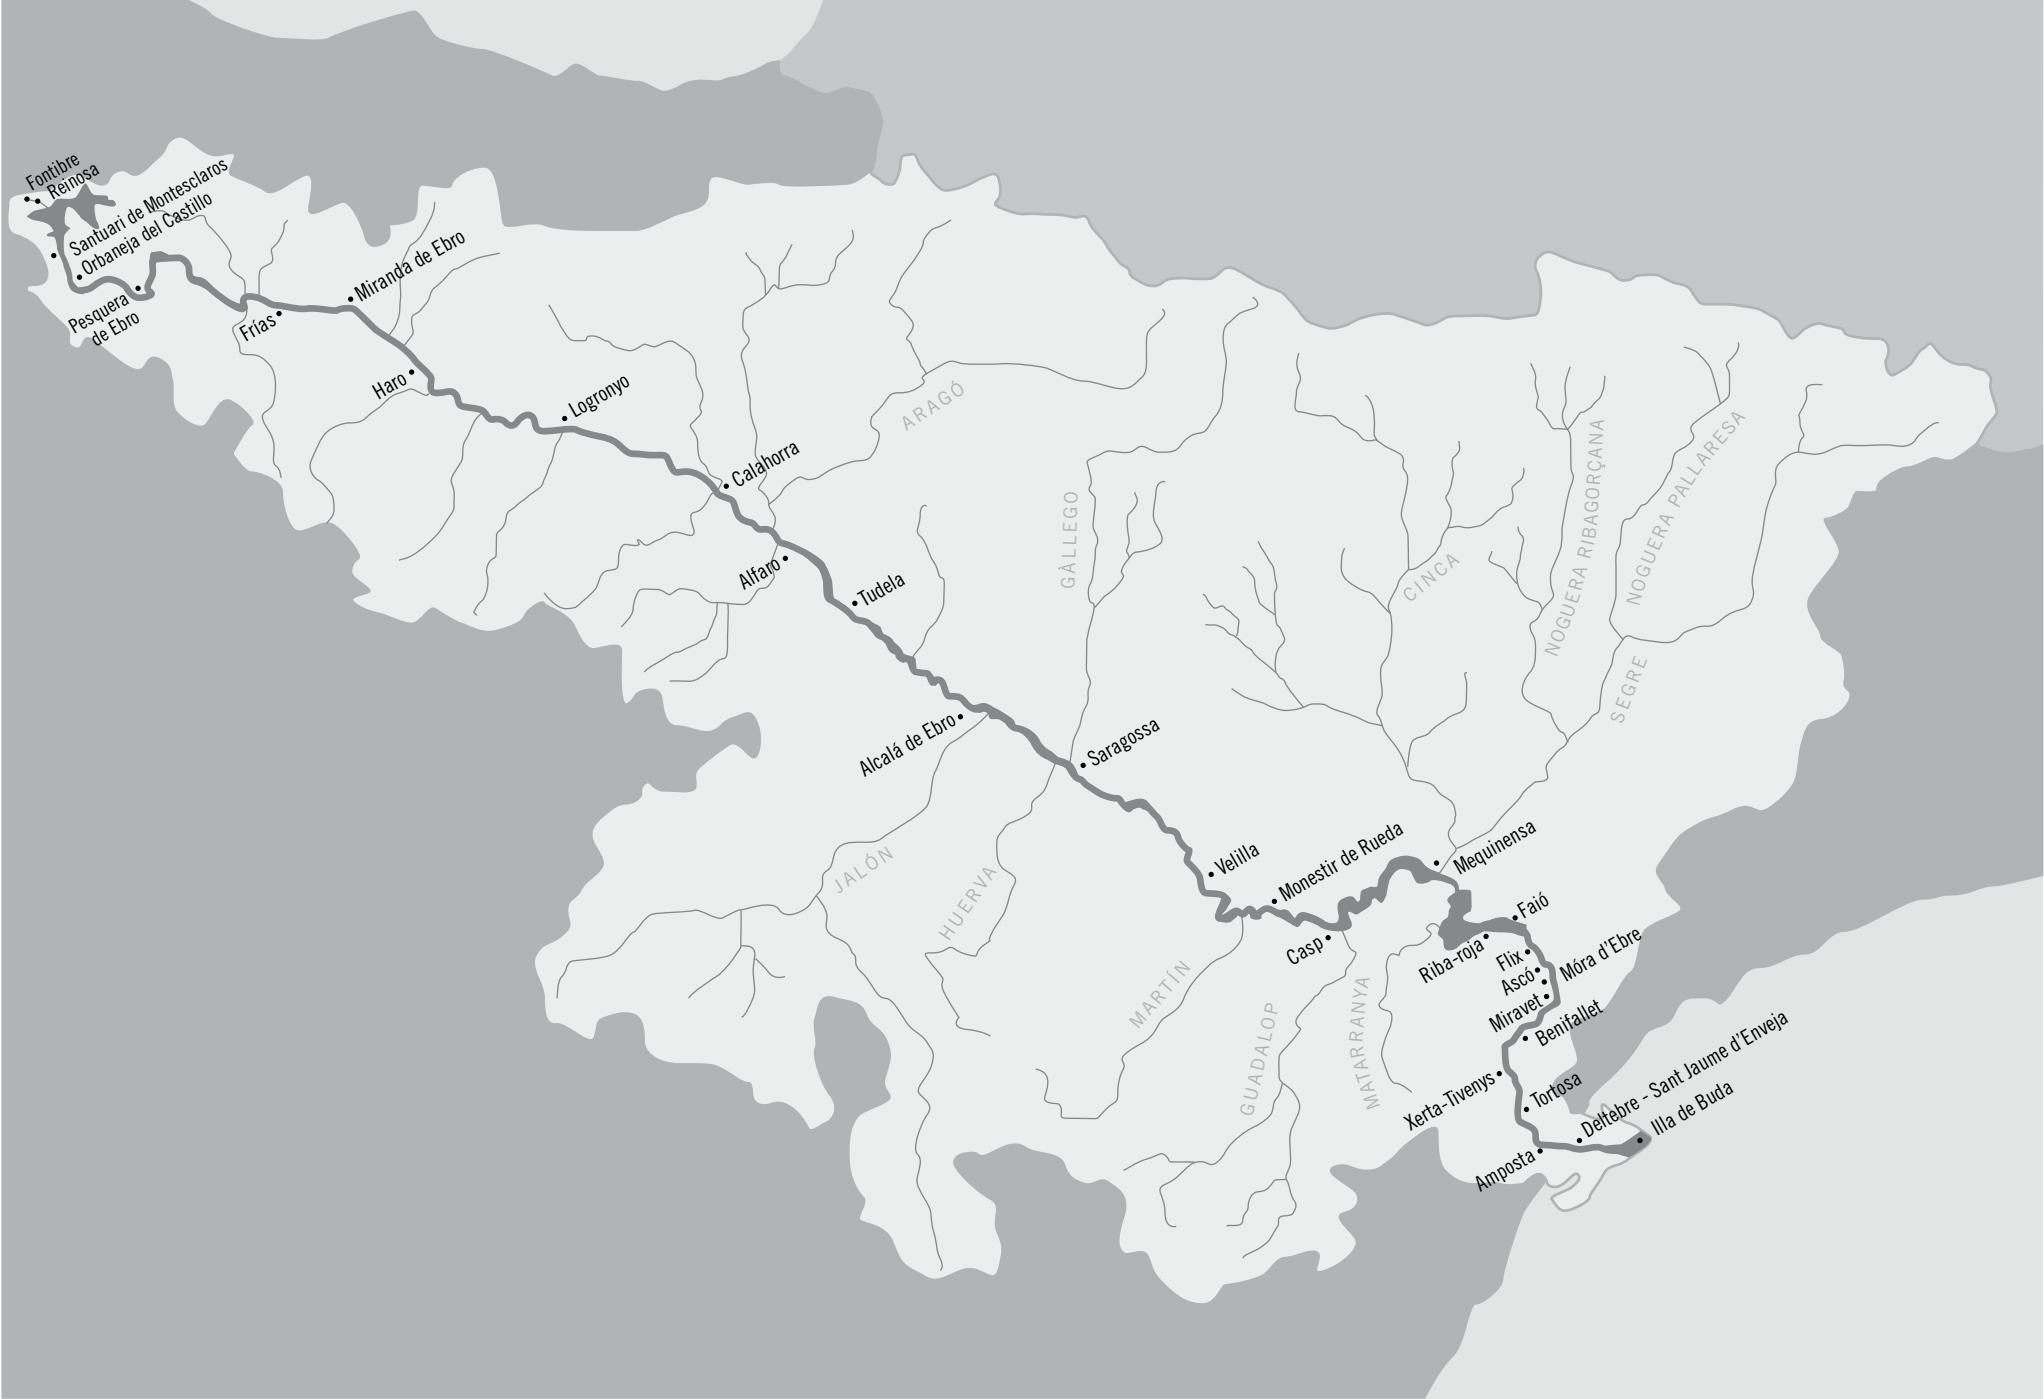 Fontibre
Reinosa
Santuari de Montesclaros
Orbaneja del Castillo
Pesquera
de Ebro
Frías
Miranda de Ebro
Haro
Logronyo
Calahorra
ARAGÓ
Alfaro
Tudela
GÀLLEGO
CINCA
NOGUERA RIBAGORÇANA
NOGUERA PALLARESA
SEGRE
Alcalá de Ebro
Saragossa
JALÓN
HUERVA
Velilla
Monestir de Rueda
Mequinensa
Casp
MARTÍN
GUADALOP
MATARRANYA
Faió
Riba-roja
Flix
Ascó
Móra d'Ebre
Miravet
Benifallet
Xerta-Tivenys
Tortosa
Deltebre - Sant Jaume d'Enveja
Illa de Buda
Amposta